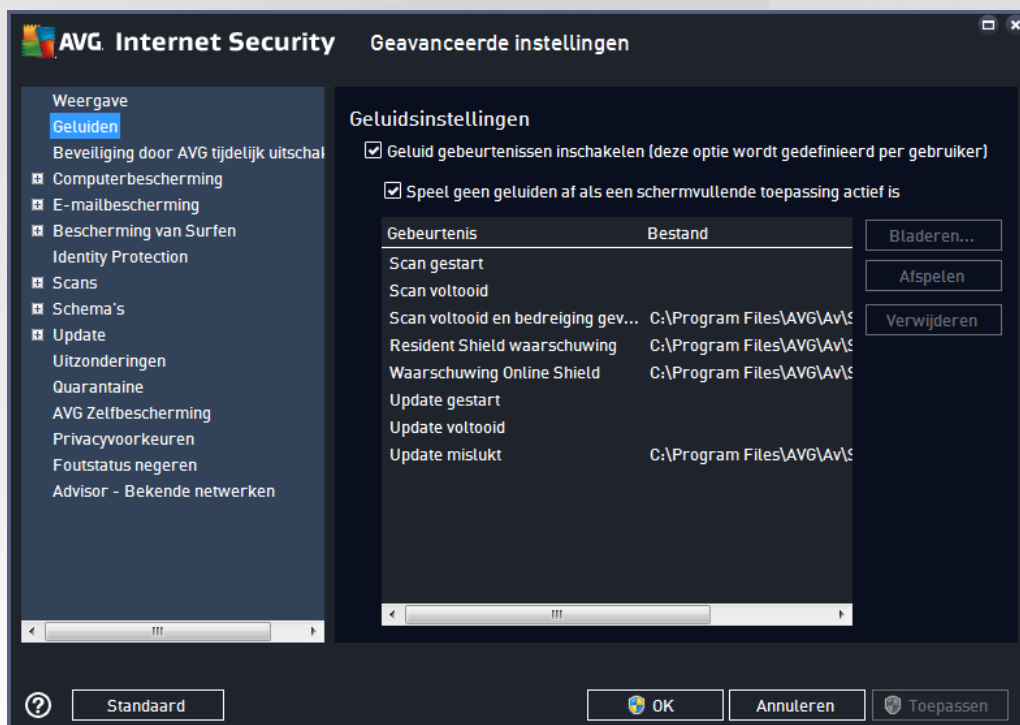 AVG. Internet Security Geavanceerde instellingen
Weergave
Geluiden
Beveiliging door AVG tijdelijk uitschak
Computerbescherming
E-mailbescherming
Bescherming van Surfen
Identity Protection
Scans
Schema's
Update
Uitzonderingen
Quarantaine
AVG Zelfbescherming
Privacyvoorkeuren
Foutstatus negeren
Advisor - Bekende netwerken
Geluidsinstellingen
Geluid gebeurtenissen inschakelen (deze optie wordt gedefinieerd per gebruiker)
Speel geen geluiden af als een schermvullende toepassing actief is
Gebeurtenis Bestand
Scan gestart
Scan voltooid
Scan voltooid en bedreiging gev... C:\Program Files\AVG\Av\S
Resident Shield waarschuwing C:\Program Files\AVG\Av\S
Waarschuwing Online Shield C:\Program Files\AVG\Av\S
Update gestart
Update voltooid
Update mislukt C:\Program Files\AVG\Av\S
Bladeren...
Afspelen
Verwijderen
Standaard OK Annuleren Toepassen